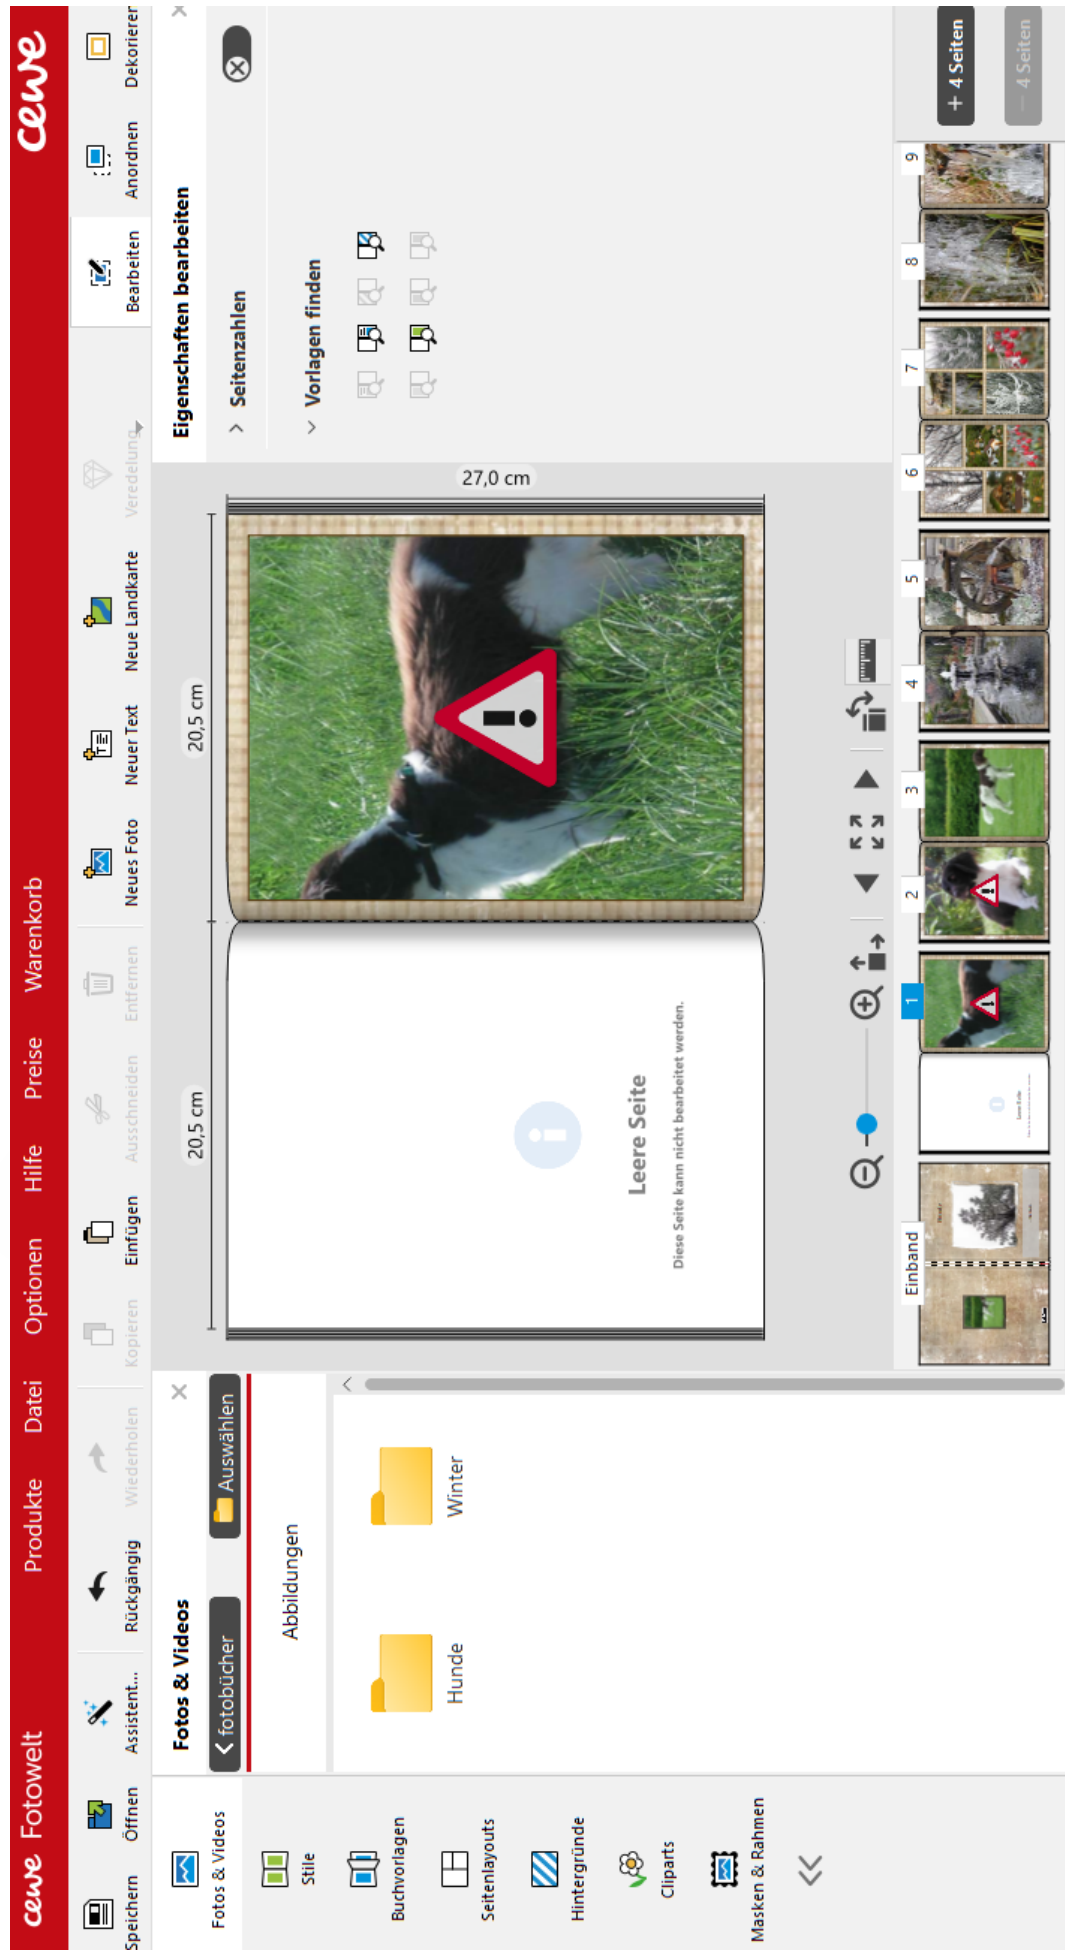 cewe Fotowelt
Produkte Datei Optionen Hilfe Preise Warenkorb
cewe
Speichern Öffnen Assistent... Rückgängig Wiederholen Kopieren Einfügen Ausschneiden Entfernen Neues Foto Neuer Text Neue Landkarte Veredelung Bearbeiten Anordnen Dekorieren
Fotos & Videos
Stile
Buchvorlagen
Seitenlayouts
Hintergründe
Cliparts
Masken & Rahmen
Fotos & Videos
fotobücher Auswählen
Abbildungen
Hunde Winter
20,5 cm 20,5 cm
27,0 cm
Leere Seite
Diese Seite kann nicht bearbeitet werden.
Eigenschaften bearbeiten
Seitenzahlen
Vorlagen finden
Einband 1 2 3 4 5 6 7 8 9
+ 4 Seiten
− 4 Seiten